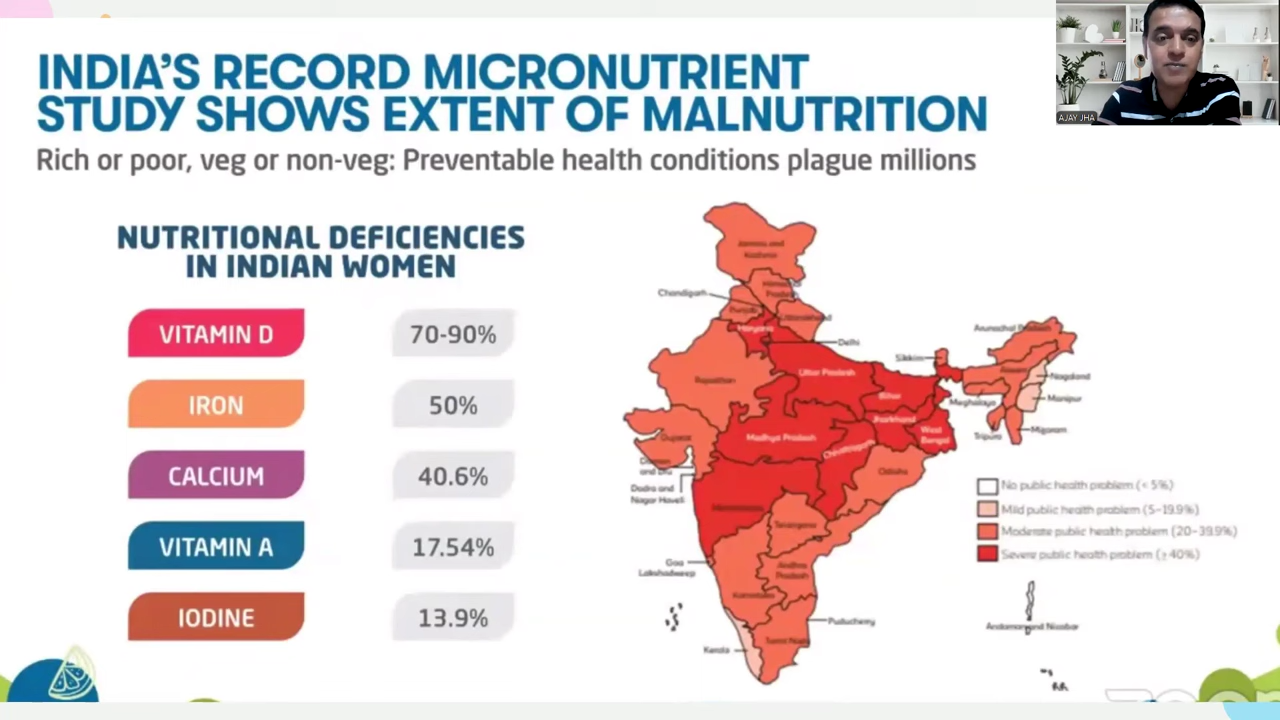 INDIA'S RECORD MICRONUTRIENT
STUDY SHOWS EXTENT OF MALNUTRITION
Rich or poor, veg or non-veg: Preventable health conditions plague millions
AJAY JHA
NUTRITIONAL DEFICIENCIES
IN INDIAN WOMEN
VITAMIN D 70-90%
IRON 50%
CALCIUM 40.6%
VITAMIN A 17.54%
IODINE 13.9%
Jammu and
Kashmir
Himachal
Pradesh
Chandigarh
Punjab
Uttarakhand
Haryana
Delhi
Arunachal Pradesh
Sikkim
Rajasthan
Uttar Pradesh
Assam
Nagaland
Bihar
Meghalaya
Manipur
Jharkhand
West
Bengal
Tripura
Gujarat
Madhya Pradesh
Chhattisgarh
Daman
and Diu
Dadra and
Nagar Haveli
Odisha
Maharashtra
Telangana
Goa
Lakshadweep
Andhra
Pradesh
Karnataka
Puducherry
Kerala
Tamil Nadu
Andaman and Nicobar
No public health problem (< 5%)
Mild public health problem (5-19.9%)
Moderate public health problem (20-39.9%)
Severe public health problem (≥ 40%)